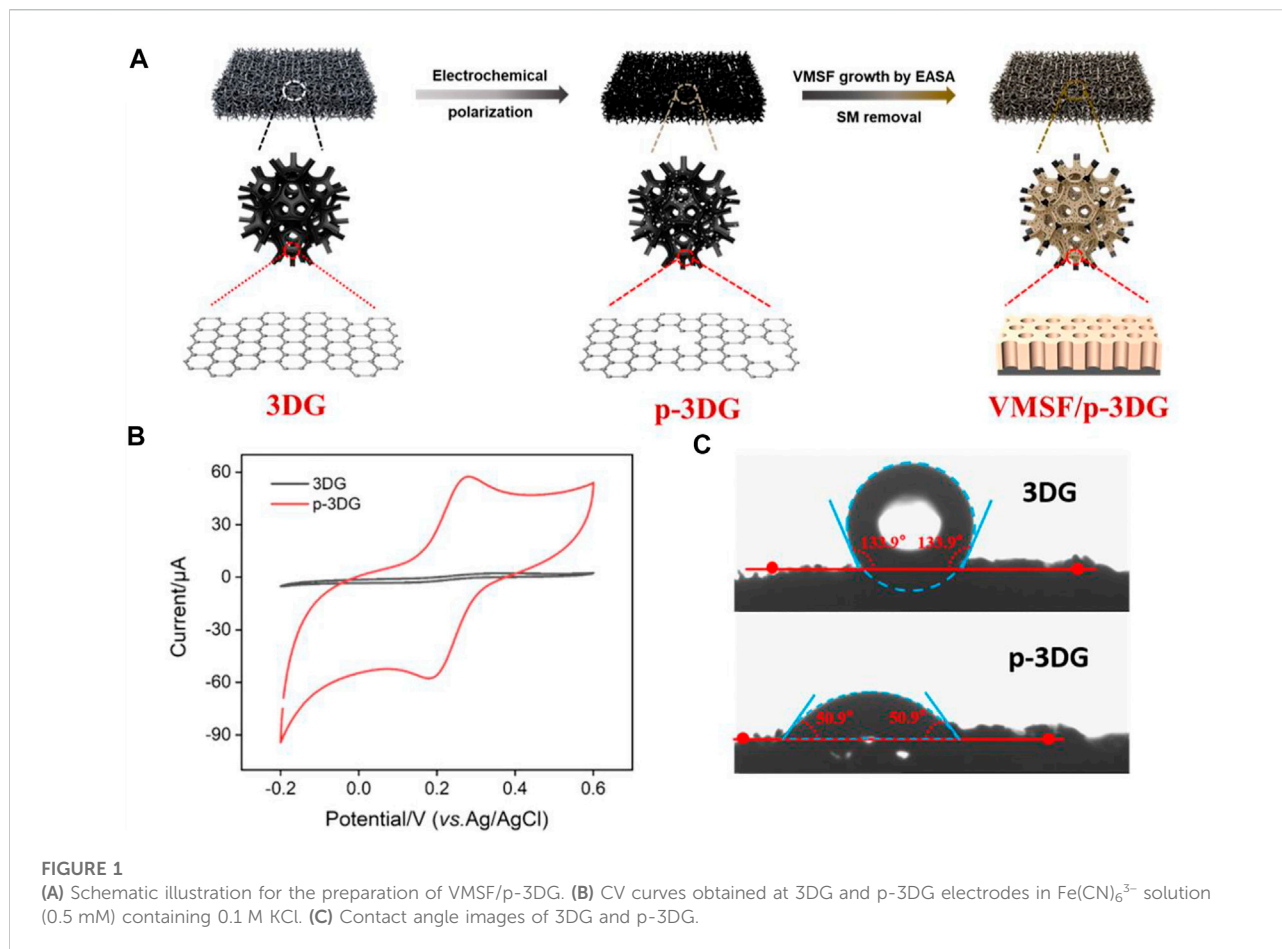 A
Electrochemical
polarization
VMSF growth by EASA
SM removal
3DG
p-3DG
VMSF/p-3DG
B
60
30
0
-30
-60
-90
Current/μA
3DG
p-3DG
-0.2
0.0
0.2
0.4
0.6
Potential/V (vs.Ag/AgCl)
C
3DG
133.9° 133.9°
p-3DG
50.9° 50.9°
FIGURE 1
(A) Schematic illustration for the preparation of VMSF/p-3DG. (B) CV curves obtained at 3DG and p-3DG electrodes in Fe(CN)₆³⁻ solution
(0.5 mM) containing 0.1 M KCl. (C) Contact angle images of 3DG and p-3DG.